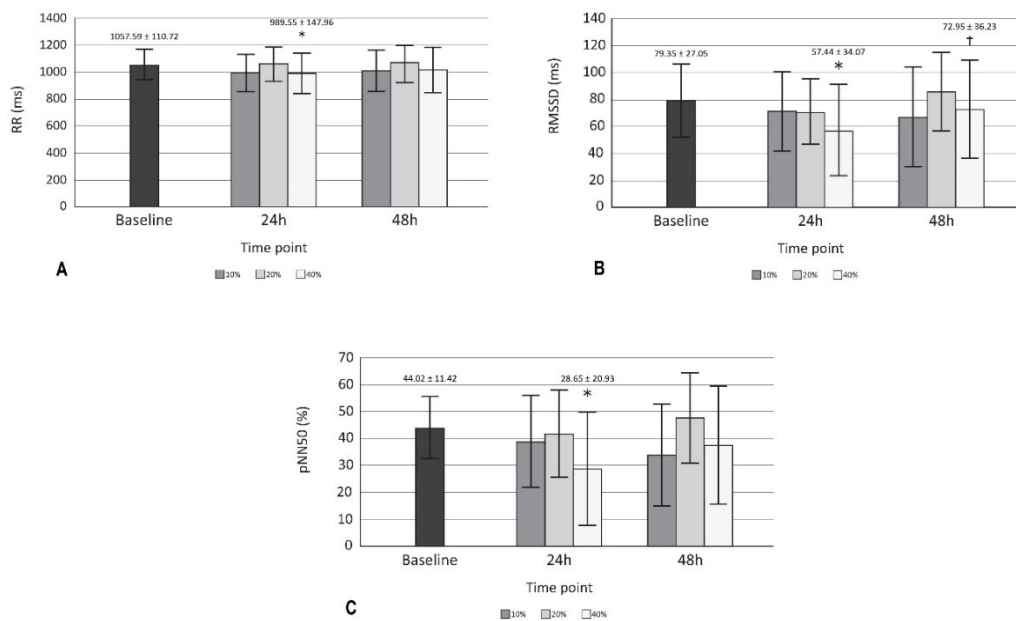 989.55 ± 147.96
1057.59 ± 110.72
*
1400
1200
1000
800
600
400
200
0
RR (ms)
Baseline 24h 48h
Time point
A
10% 20% 40%
72.95 ± 36.23
57.44 ± 34.07
79.35 ± 27.05
*
†
140
120
100
80
60
40
20
0
RMSSD (ms)
Baseline 24h 48h
Time point
B
10% 20% 40%
44.02 ± 11.42 28.65 ± 20.93
*
70
60
50
40
30
20
10
0
pNN50 (%)
Baseline 24h 48h
Time point
C
10% 20% 40%